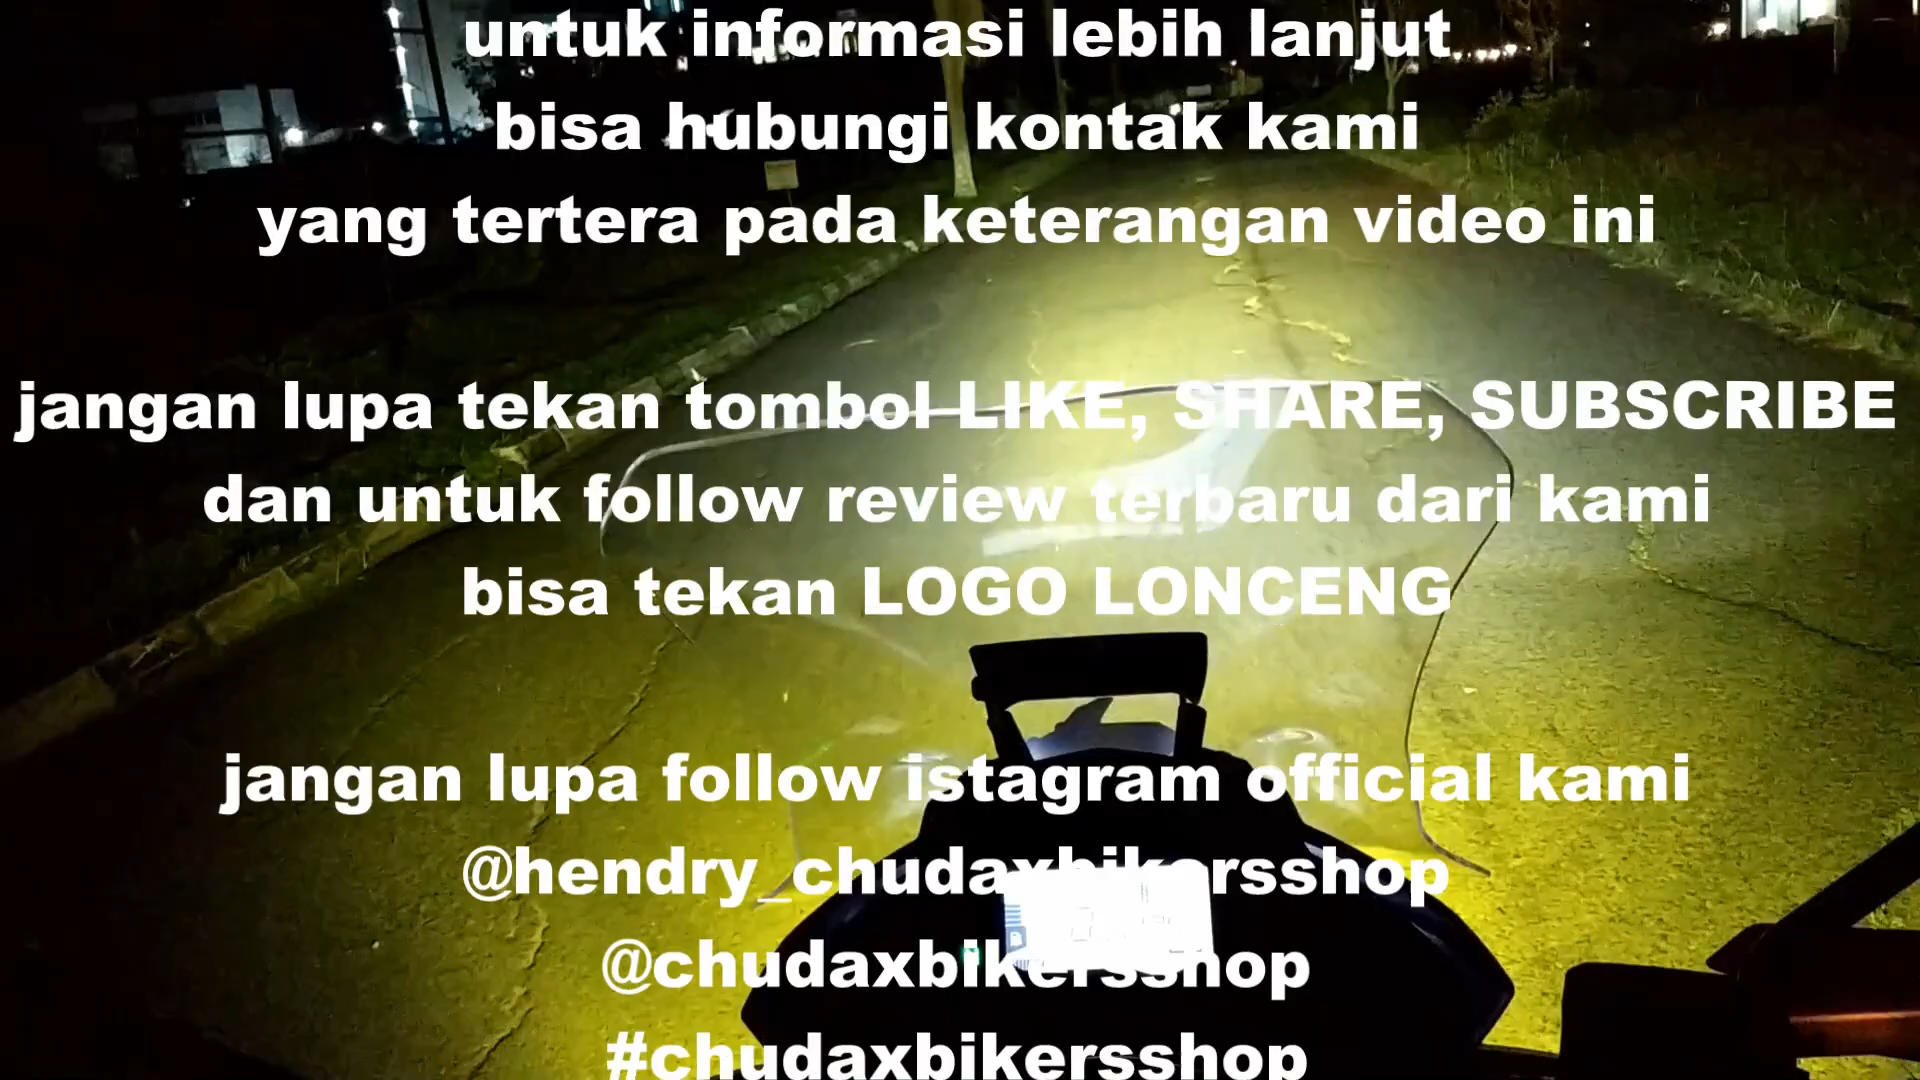 untuk informasi lebih lanjut
bisa hubungi kontak kami
yang tertera pada keterangan video ini
jangan lupa tekan tombol LIKE, SHARE, SUBSCRIBE
dan untuk follow review terbaru dari kami
bisa tekan LOGO LONCENG
jangan lupa follow istagram official kami
@hendry_chudaxbikersshop
@chudaxbikersshop
#chudaxbikersshop